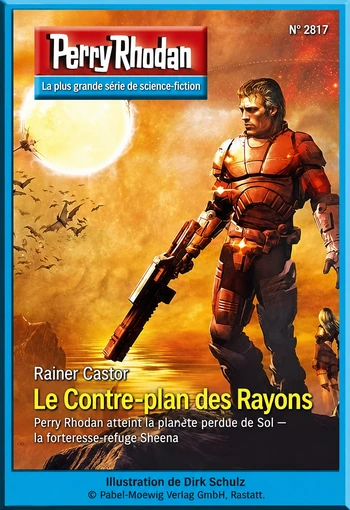 Perry Rhodan
N° 2817
La plus grande série de science-fiction
Rainer Castor
Le Contre-plan des Rayons
Perry Rhodan atteint la planète perdue de Sol —
la forteresse-refuge Sheena
Illustration de Dirk Schulz
© Pabel-Moewig Verlag GmbH, Rastatt.